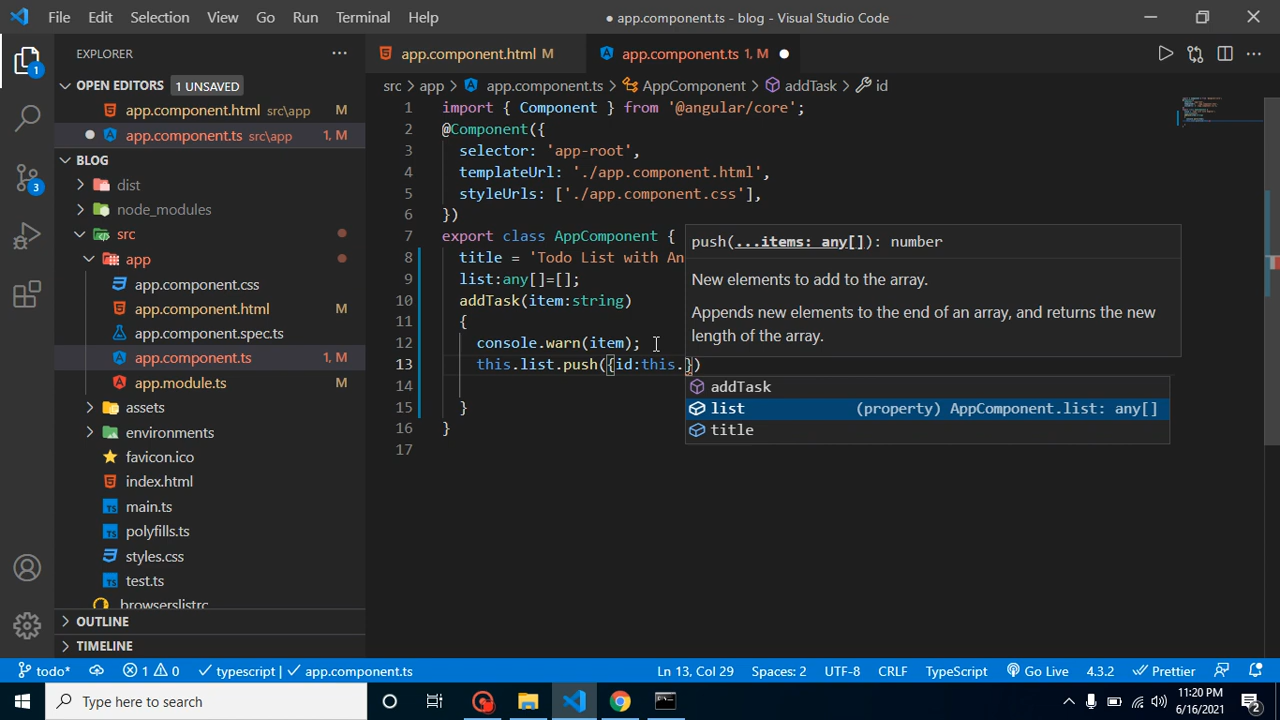 File Edit Selection View Go Run Terminal Help
● app.component.ts - blog - Visual Studio Code
EXPLORER
OPEN EDITORS 1 UNSAVED
app.component.html src\app M
app.component.ts src\app 1, M
BLOG
dist
node_modules
src
app
app.component.css
app.component.html M
app.component.spec.ts
app.component.ts 1, M
app.module.ts
assets
environments
favicon.ico
index.html
main.ts
polyfills.ts
styles.css
test.ts
.browserslistrc
OUTLINE
TIMELINE
1
3
app.component.html M
app.component.ts 1, M
src > app > app.component.ts > AppComponent > addTask > id
1 import { Component } from '@angular/core';
2 @Component({
3 selector: 'app-root',
4 templateUrl: './app.component.html',
5 styleUrls: ['./app.component.css'],
6 })
7 export class AppComponent {
8 title = 'Todo List with An
9 list:any[]=[];
10 addTask(item:string)
11 {
12 console.warn(item);
13 this.list.push({id:this.})
14
15 }
16 }
17
push(...items: any[]): number
New elements to add to the array.
Appends new elements to the end of an array, and returns the new
length of the array.
addTask
list (property) AppComponent.list: any[]
title
todo* 1 0 typescript | app.component.ts
Ln 13, Col 29 Spaces: 2 UTF-8 CRLF TypeScript Go Live 4.3.2 Prettier
Type here to search
11:20 PM
6/16/2021
2